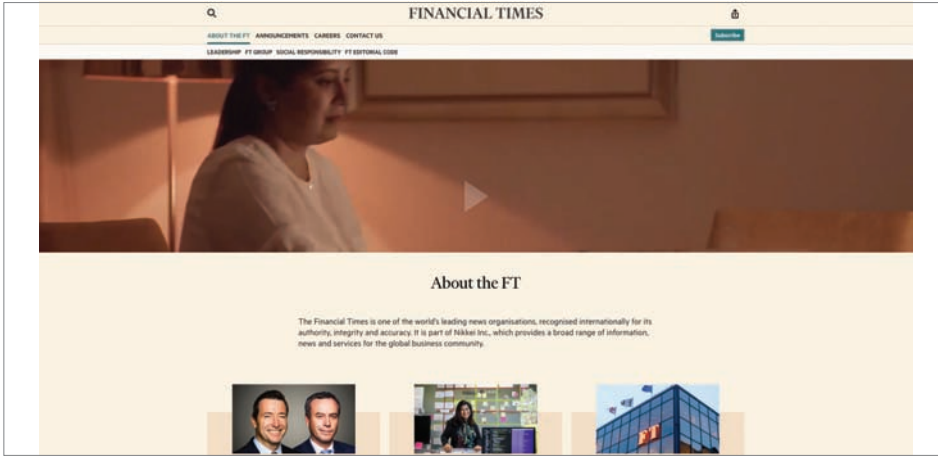 FINANCIAL TIMES
ABOUT THE FT ANNOUNCEMENTS CAREERS CONTACT US
Subscribe
LEADERSHIP FT GROUP SOCIAL RESPONSIBILITY FT EDITORIAL CODE
About the FT
The Financial Times is one of the world's leading news organisations, recognised internationally for its
authority, integrity and accuracy. It is part of Nikkei Inc., which provides a broad range of information,
news and services for the global business community.
FT